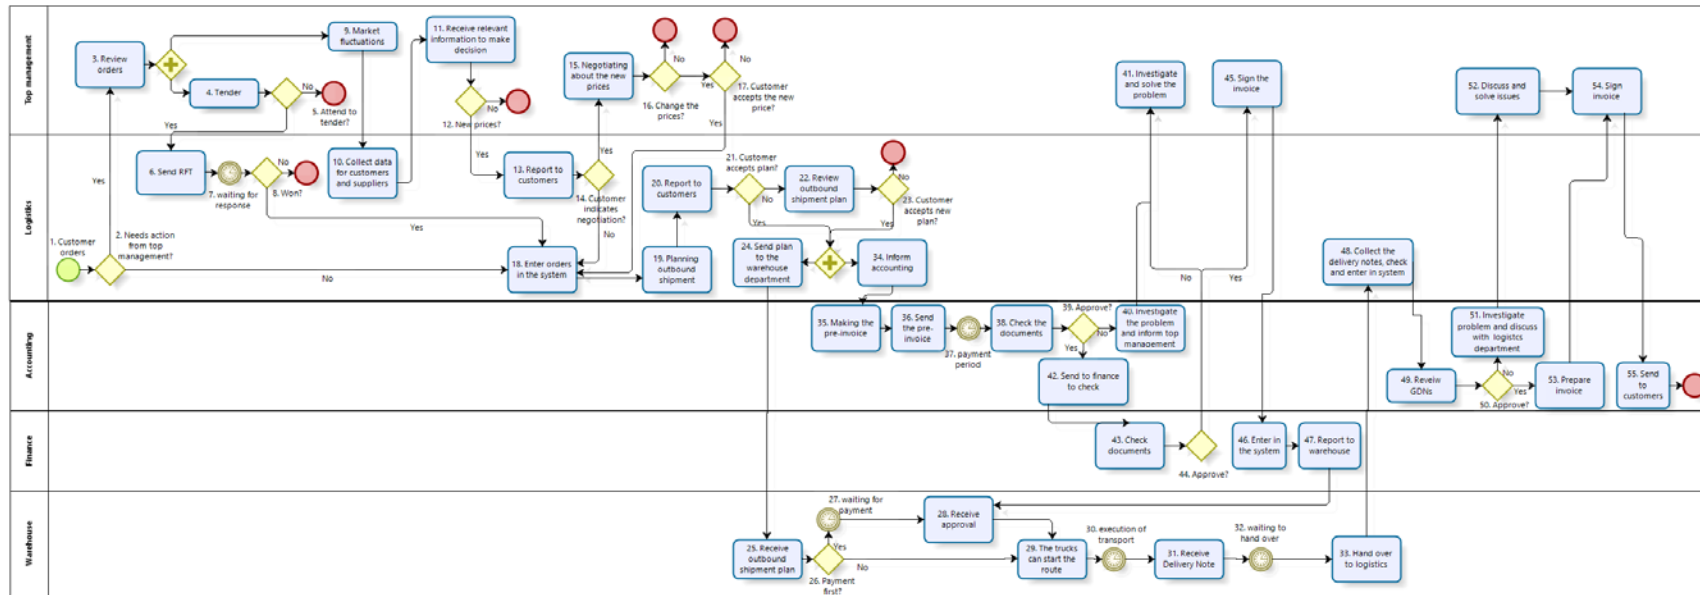 Top management
3. Review
orders
4. Tender
No
5. Attend to
tender?
Yes
9. Market
fluctuations
11. Receive relevant
information to make
decision
No
12. New prices?
15. Negotiating
about the new
prices
No
16. Change the
prices?
Yes
No
17. Customer
accepts the new
price?
Yes
41. Investigate
and solve the
problem
45. Sign the
invoice
52. Discuss and
solve issues
54. Sign
invoice
Logistics
1. Customer
orders
2. Needs action
from top
management?
Yes
No
6. Send RFT
7. waiting for
response
No
8. Won?
Yes
10. Collect data
for customers
and suppliers
Yes
13. Report to
customers
Yes
14. Customer
indicates
negotiation?
No
18. Enter orders
in the system
19. Planning
outbound
shipment
20. Report to
customers
21. Customer
accepts plan?
No
Yes
22. Review
outbound
shipment plan
No
23. Customer
accepts new
plan?
Yes
24. Send plan
to the
warehouse
department
34. Inform
accounting
No
Yes
48. Collect the
delivery notes, check
and enter in system
Accounting
35. Making the
pre-invoice
36. Send
the pre-
invoice
37. payment
period
38. Check the
documents
39. Approve?
No
Yes
40. Investigate
the problem
and inform top
management
42. Send to finance
to check
49. Reveiw
GDNs
50. Approve?
No
Yes
51. Investigate
problem and discuss
with logistcs
department
53. Prepare
invoice
55. Send
to
customers
Finance
43. Check
documents
44. Approve?
46. Enter in
the system
47. Report to
warehouse
Warehouse
25. Receive
outbound
shipment plan
26. Payment
first?
Yes
No
27. waiting for
payment
28. Receive
approval
29. The trucks
can start the
route
30. execution of
transport
31. Receive
Delivery Note
32. waiting to
hand over
33. Hand over
to logistics